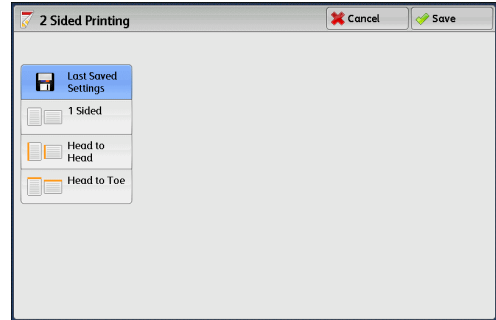 2 Sided Printing
Cancel
Save
Last Saved
Settings
1 Sided
Head to
Head
Head to Toe